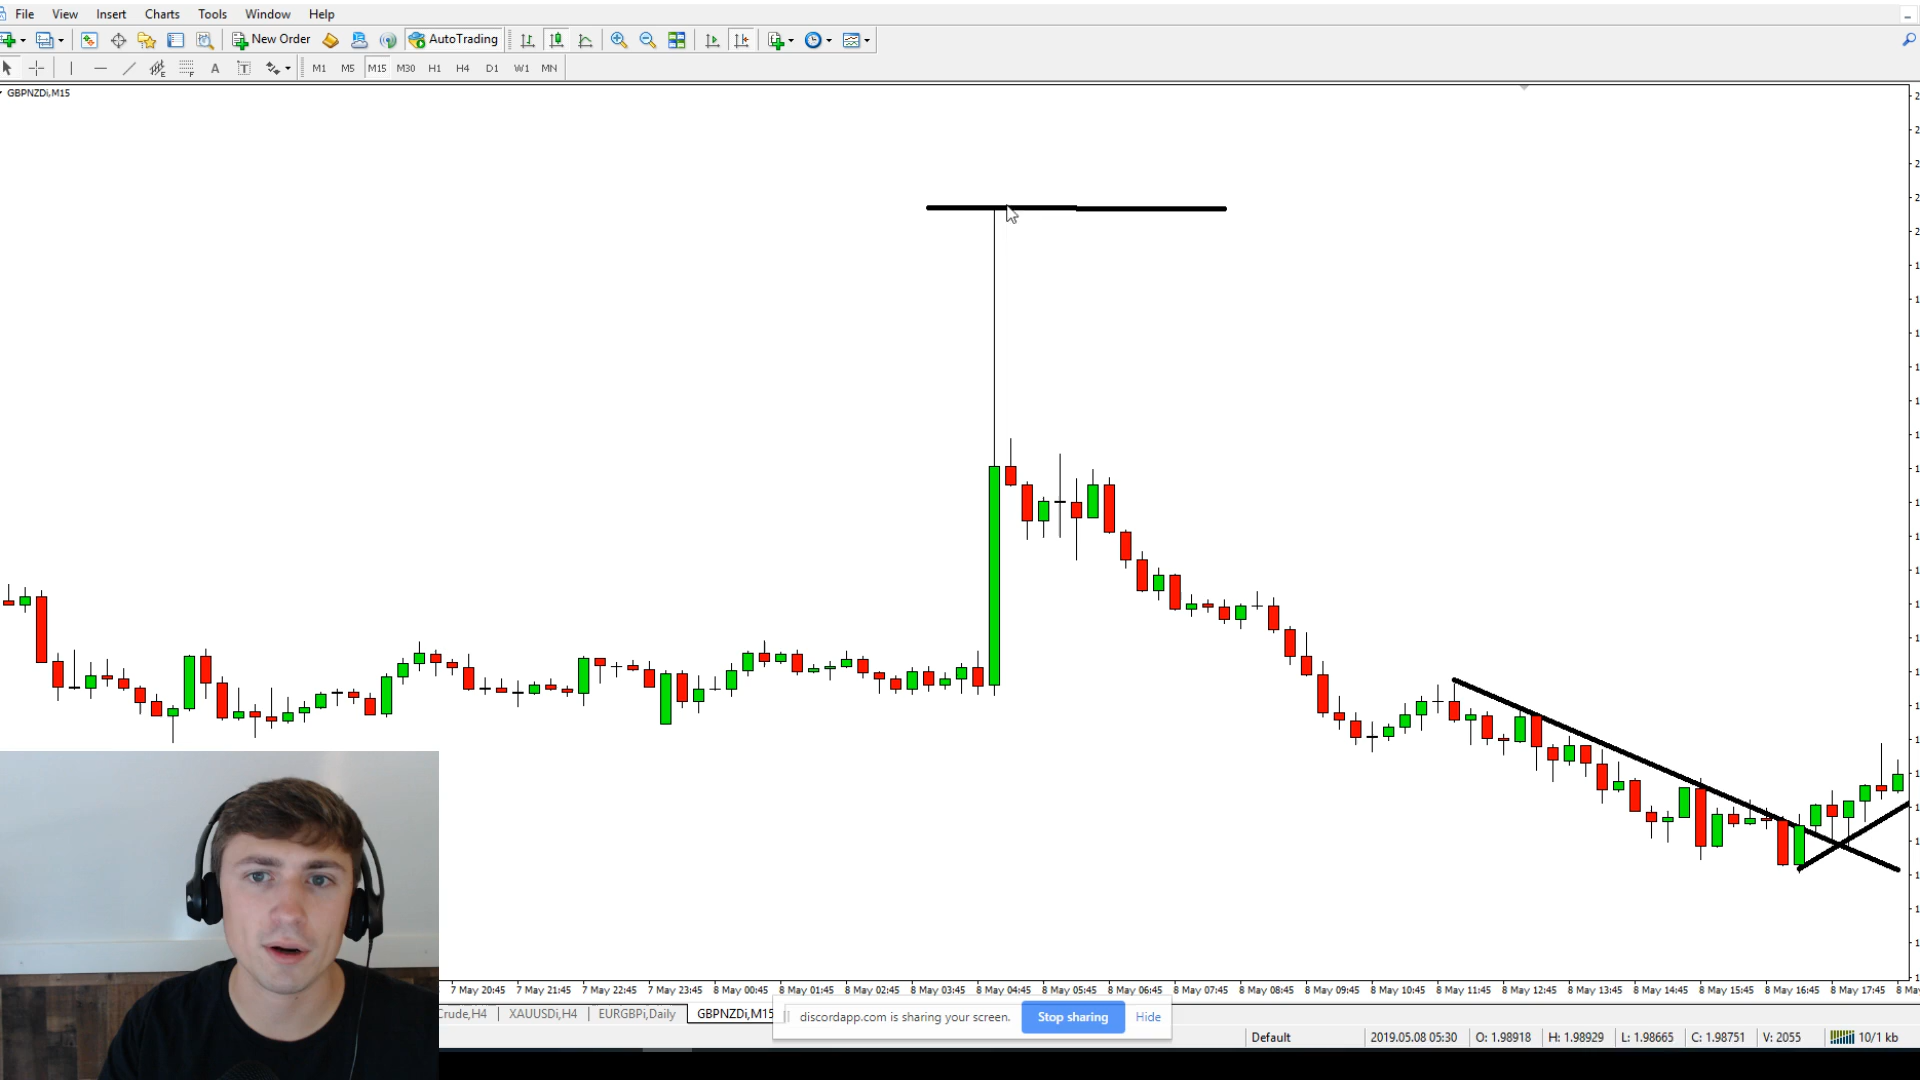 File View Insert Charts Tools Window Help
New Order AutoTrading
A T M1 M5 M15 M30 H1 H4 D1 W1 MN
GBPNZDi,M15
7 May 20:45 7 May 21:45 7 May 22:45 7 May 23:45 8 May 00:45 8 May 01:45 8 May 02:45 8 May 03:45 8 May 04:45 8 May 05:45 8 May 06:45 8 May 07:45 8 May 08:45 8 May 09:45 8 May 10:45 8 May 11:45 8 May 12:45 8 May 13:45 8 May 14:45 8 May 15:45 8 May 16:45 8 May 17:45 8 May
Crude,H4 XAUUSDi,H4 EURGBPi,Daily GBPNZDi,M15
discordapp.com is sharing your screen. Stop sharing Hide
Default 2019.05.08 05:30 O: 1.98918 H: 1.98929 L: 1.98665 C: 1.98751 V: 2055 10/1 kb